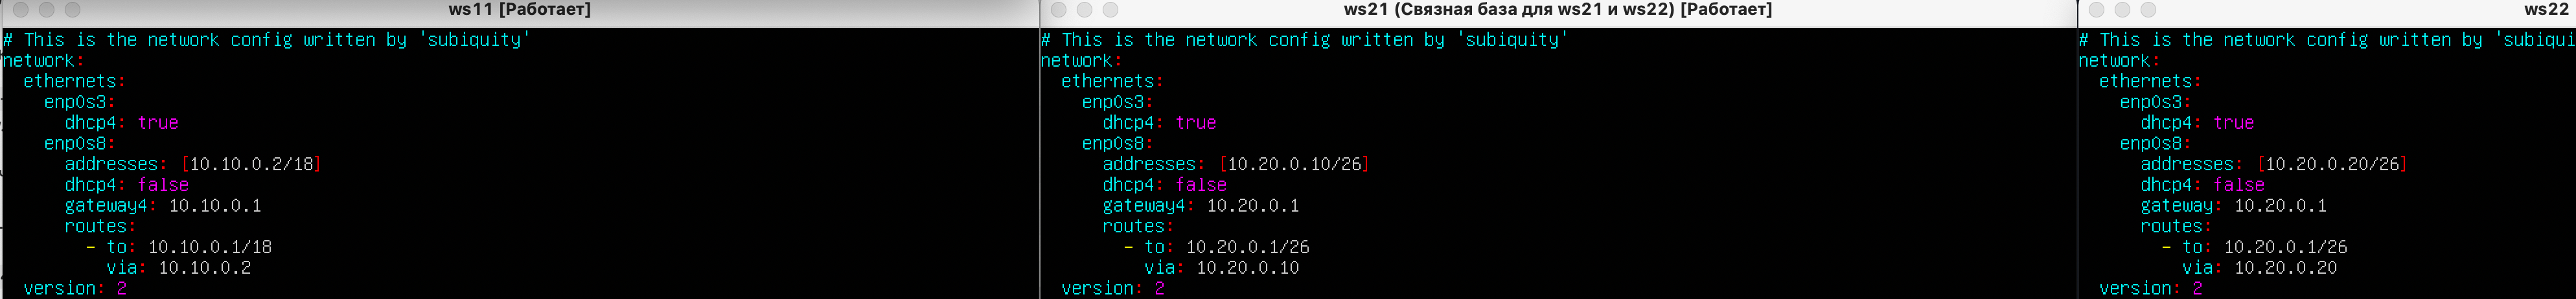 ws11 [Работает]
# This is the network config written by 'subiquity'
network:
  ethernets:
    enp0s3:
      dhcp4: true
    enp0s8:
      addresses: [10.10.0.2/18]
      dhcp4: false
      gateway4: 10.10.0.1
      routes:
        - to: 10.10.0.1/18
          via: 10.10.0.2
  version: 2
ws21 (Связная база для ws21 и ws22) [Работает]
# This is the network config written by 'subiquity'
network:
  ethernets:
    enp0s3:
      dhcp4: true
    enp0s8:
      addresses: [10.20.0.10/26]
      dhcp4: false
      gateway4: 10.20.0.1
      routes:
        - to: 10.20.0.1/26
          via: 10.20.0.10
  version: 2
ws22
# This is the network config written by 'subiqui
network:
  ethernets:
    enp0s3:
      dhcp4: true
    enp0s8:
      addresses: [10.20.0.20/26]
      dhcp4: false
      gateway: 10.20.0.1
      routes:
        - to: 10.20.0.1/26
          via: 10.20.0.20
  version: 2